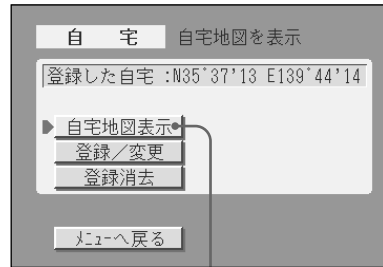 自 宅 自宅地図を表示
登録した自宅 :N35°37'13 E139°44'14
自宅地図表示
登録／変更
登録消去
ﾒﾆｭｰへ戻る